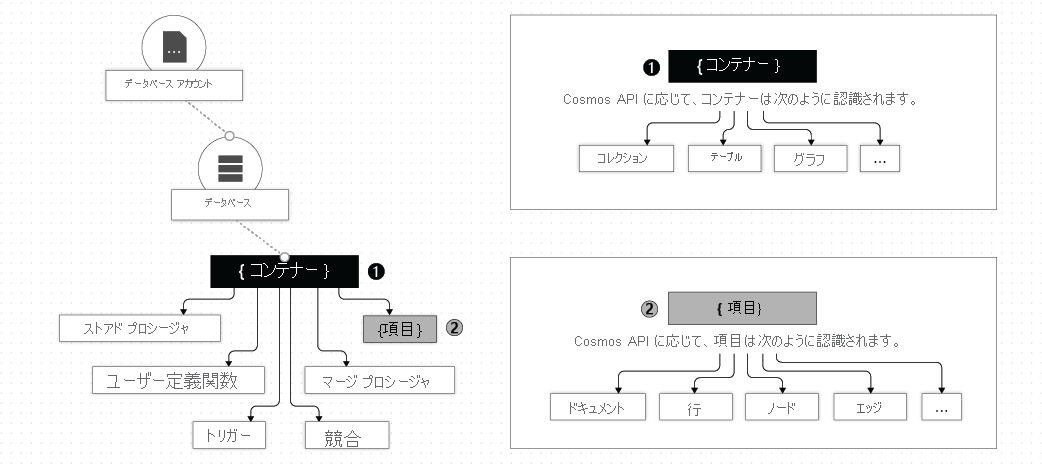 データベース アカウント
データベース
{ コンテナー } ❶
ストアド プロシージャ
{項目} ②
ユーザー定義関数
マージ プロシージャ
トリガー
競合
❶ { コンテナー }
Cosmos API に応じて、コンテナーは次のように認識されます。
コレクション
テーブル
グラフ
...
② { 項目}
Cosmos API に応じて、項目は次のように認識されます。
ドキュメント
行
ノード
エッジ
...